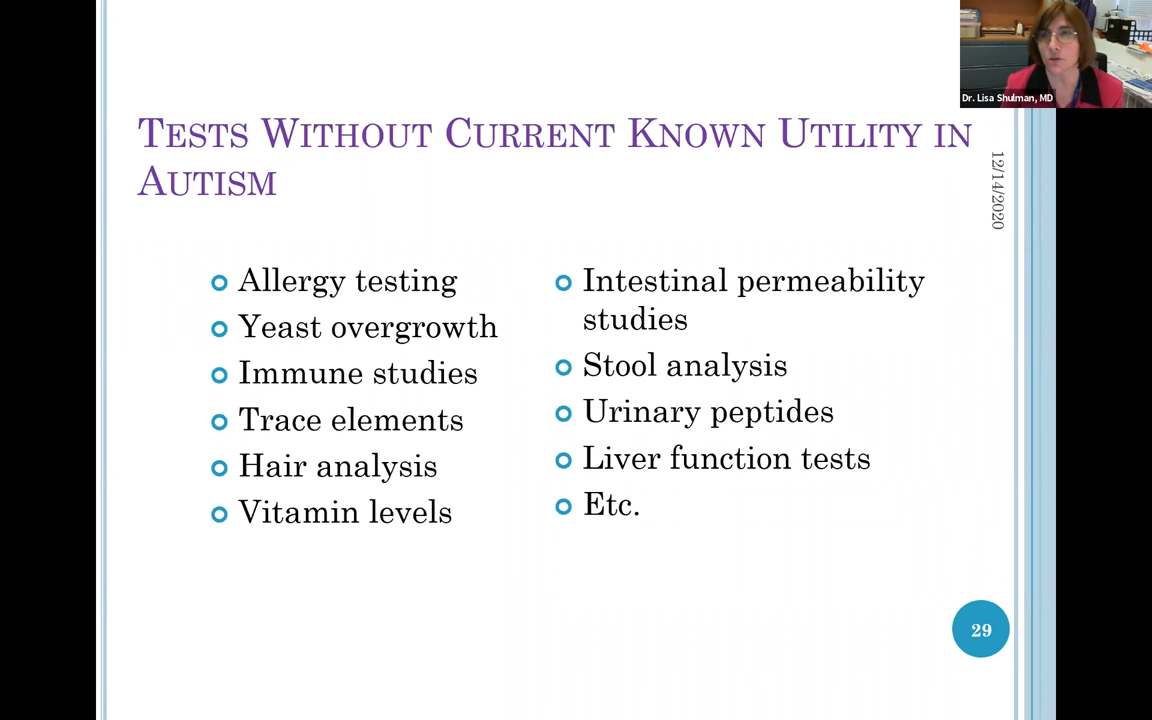 Dr. Lisa Shulman, MD
TESTS WITHOUT CURRENT KNOWN UTILITY IN
AUTISM
12/14/2020
Allergy testing
Yeast overgrowth
Immune studies
Trace elements
Hair analysis
Vitamin levels
Intestinal permeability
studies
Stool analysis
Urinary peptides
Liver function tests
Etc.
29